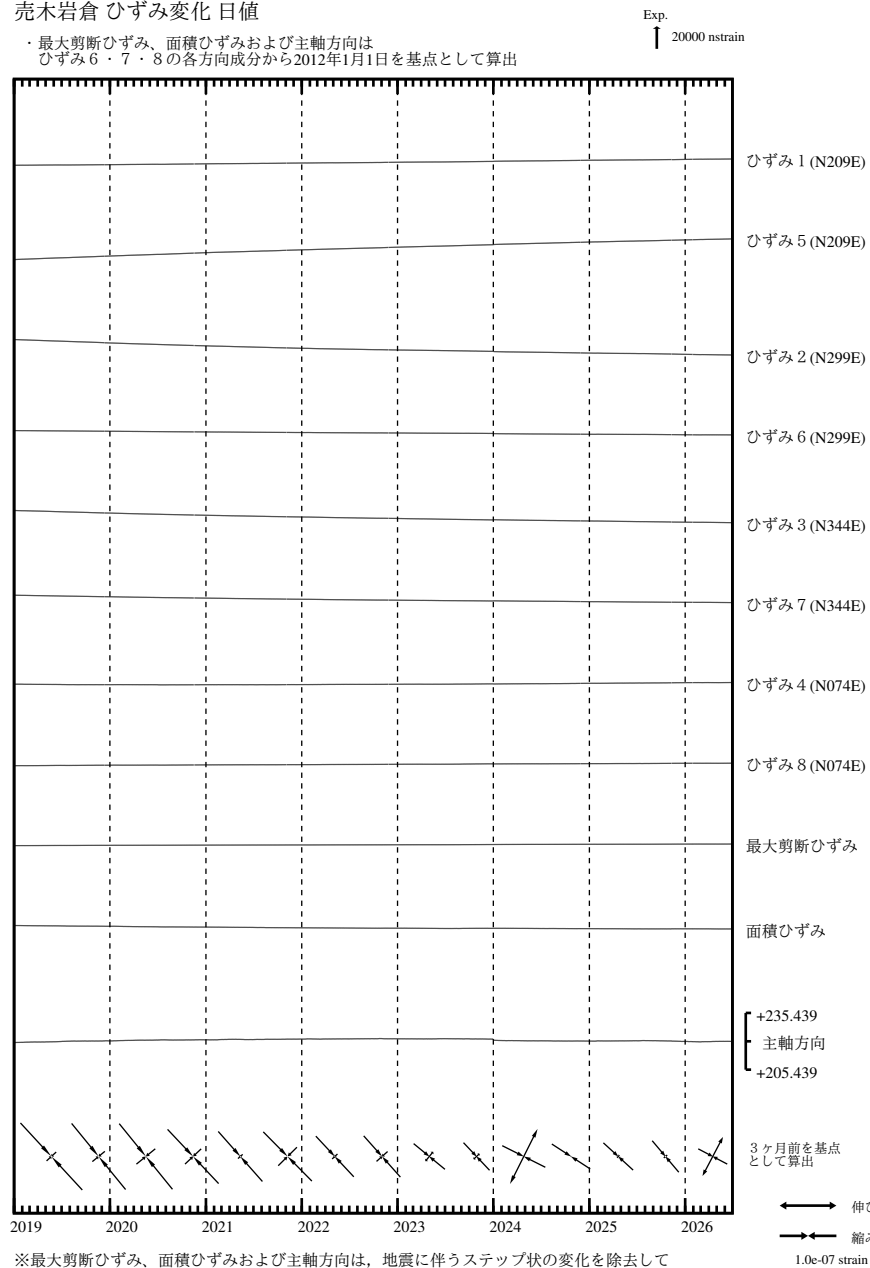 売木岩倉 ひずみ変化 日値
・最大剪断ひずみ、面積ひずみおよび主軸方向は
ひずみ６・７・８の各方向成分から2012年1月1日を基点として算出
Exp.
20000 nstrain
ひずみ１(N209E)
ひずみ５(N209E)
ひずみ２(N299E)
ひずみ６(N299E)
ひずみ３(N344E)
ひずみ７(N344E)
ひずみ４(N074E)
ひずみ８(N074E)
最大剪断ひずみ
面積ひずみ
+235.439
主軸方向
+205.439
３ヶ月前を基点
として算出
2019 2020 2021 2022 2023 2024 2025 2026
伸び
縮み
1.0e-07 strain
※最大剪断ひずみ、面積ひずみおよび主軸方向は，地震に伴うステップ状の変化を除去して